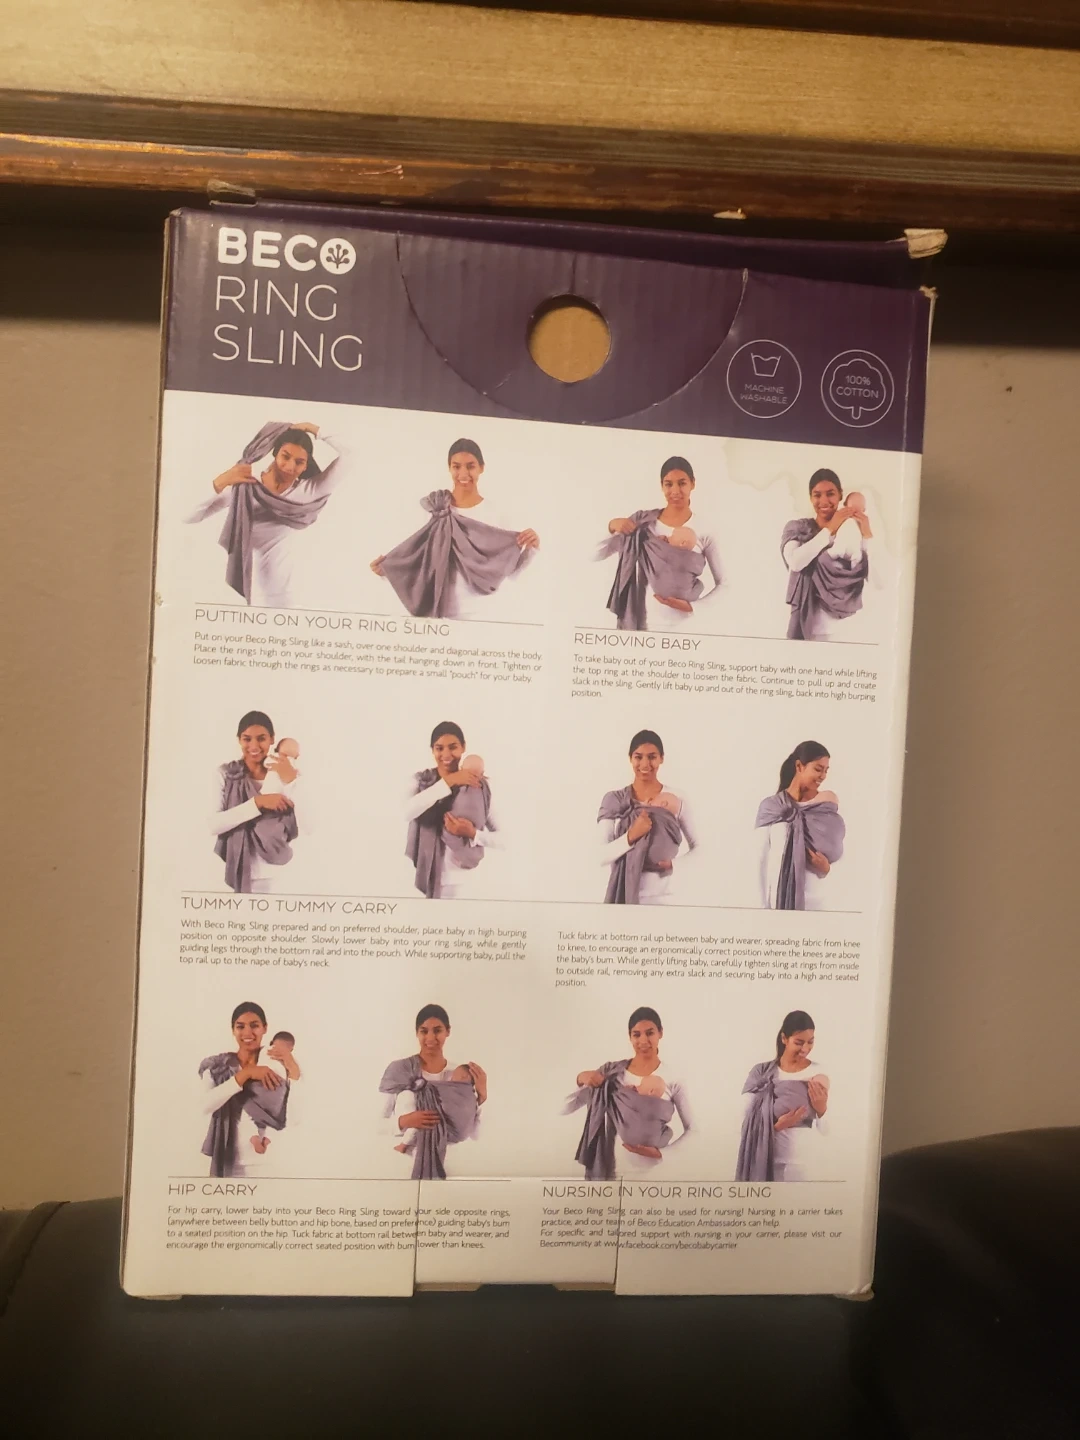 BECO
RING
SLING
MACHINE
WASHABLE
100%
COTTON
PUTTING ON YOUR RING SLING
Put on your Beco Ring Sling like a sash, over one shoulder and diagonal across the body.
Place the rings high on your shoulder, with the tail hanging down in front. Tighten or
loosen fabric through the rings as necessary to prepare a small "pouch" for your baby.
REMOVING BABY
To take baby out of your Beco Ring Sling, support baby with one hand while lifting
the top ring at the shoulder to loosen the fabric. Continue to pull up and create
slack in the sling. Gently lift baby up and out of the ring sling, back into high burping
position.
TUMMY TO TUMMY CARRY
With Beco Ring Sling prepared and on preferred shoulder, place baby in high burping
position on opposite shoulder. Slowly lower baby into your ring sling, while gently
guiding legs through the bottom rail and into the pouch. While supporting baby, pull the
top rail up to the nape of baby's neck.
Tuck fabric at bottom rail up between baby and wearer, spreading fabric from knee
to knee, to encourage an ergonomically correct position where the knees are above
the baby's bum. While gently lifting baby, carefully tighten sling at rings from inside
to outside rail, removing any extra slack and securing baby into a high and seated
position.
HIP CARRY
For hip carry, lower baby into your Beco Ring Sling toward your side opposite rings,
(anywhere between belly button and hip bone, based on preference) guiding baby's bum
to a seated position on the hip. Tuck fabric at bottom rail between baby and wearer, and
encourage the ergonomically correct seated position with bum lower than knees.
NURSING IN YOUR RING SLING
Your Beco Ring Sling can also be used for nursing! Nursing in a carrier takes
practice, and our team of Beco Education Ambassadors can help.
For specific and tailored support with nursing in your carrier, please visit our
Becommunity at www.facebook.com/becobabycarrier